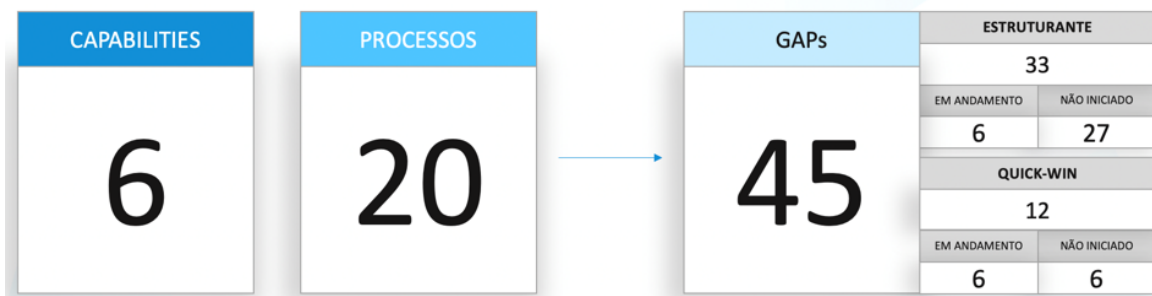 CAPABILITIES
6
PROCESSOS
20
GAPs
45
ESTRUTURANTE
33
EM ANDAMENTO NÃO INICIADO
6 27
QUICK-WIN
12
EM ANDAMENTO NÃO INICIADO
6 6